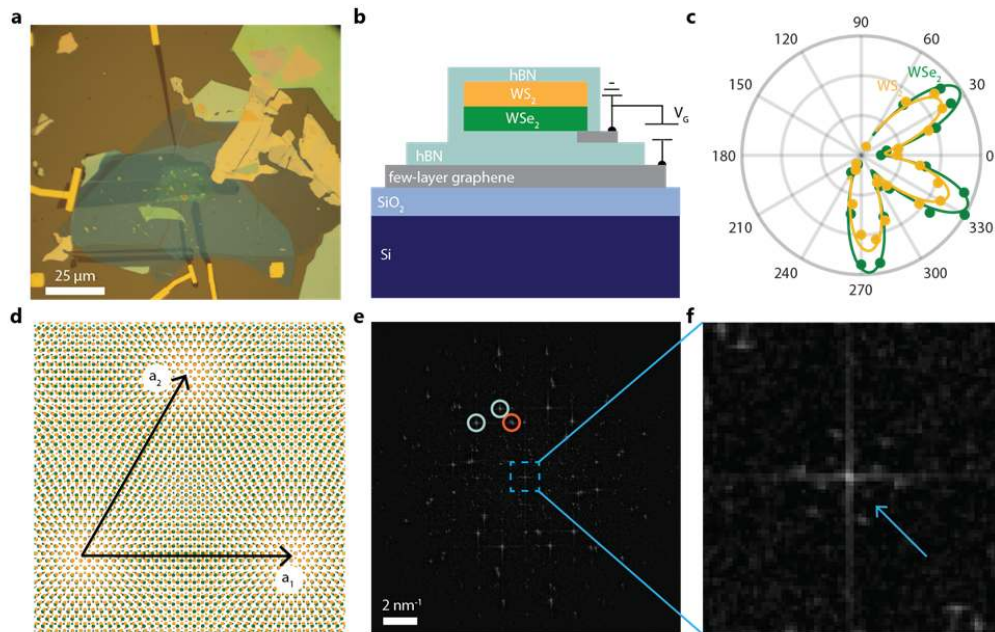 a
25 µm
b
hBN
WS₂
WSe₂
V_G
hBN
few-layer graphene
SiO₂
Si
c
90
60
30
0
330
300
270
240
210
180
150
120
WS₂
WSe₂
d
a₂
a₁
e
2 nm⁻¹
f